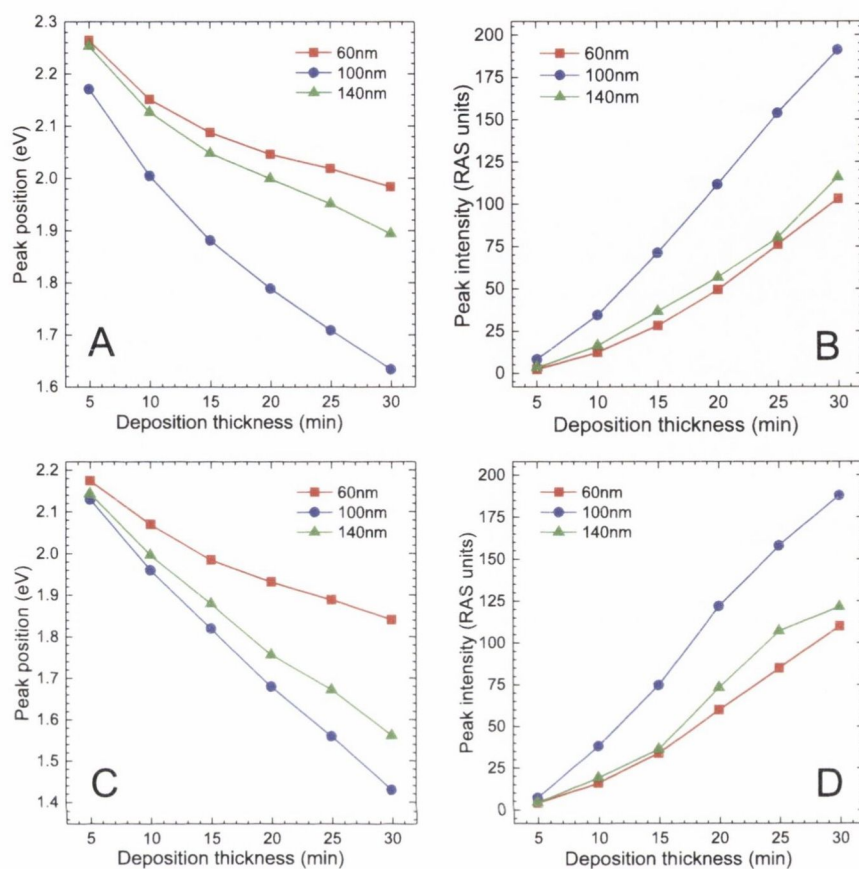 2.3
2.2
2.1
2.0
1.9
1.8
1.7
1.6
Peak position (eV)
60nm
100nm
140nm
A
5 10 15 20 25 30
Deposition thickness (min)
200
175
150
125
100
75
50
25
0
Peak intensity (RAS units)
60nm
100nm
140nm
B
5 10 15 20 25 30
Deposition thickness (min)
2.2
2.1
2.0
1.9
1.8
1.7
1.6
1.5
1.4
Peak position (eV)
60nm
100nm
140nm
C
5 10 15 20 25 30
Deposition thickness (min)
200
175
150
125
100
75
50
25
0
Peak intensity (RAS units)
60nm
100nm
140nm
D
5 10 15 20 25 30
Deposition thickness (min)